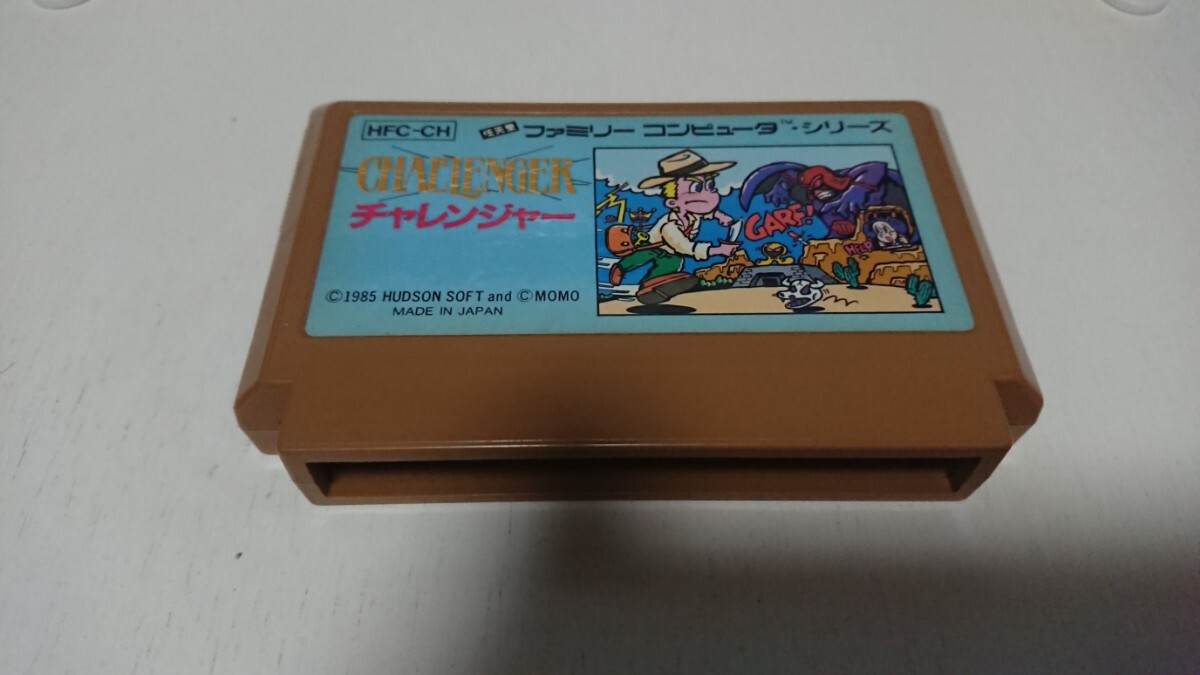 HFC-CH
任天堂 ファミリー コンピュータ™・シリーズ
CHALLENGER
チャレンジャー
GARF!
HELP
©1985 HUDSON SOFT and ©MOMO
MADE IN JAPAN